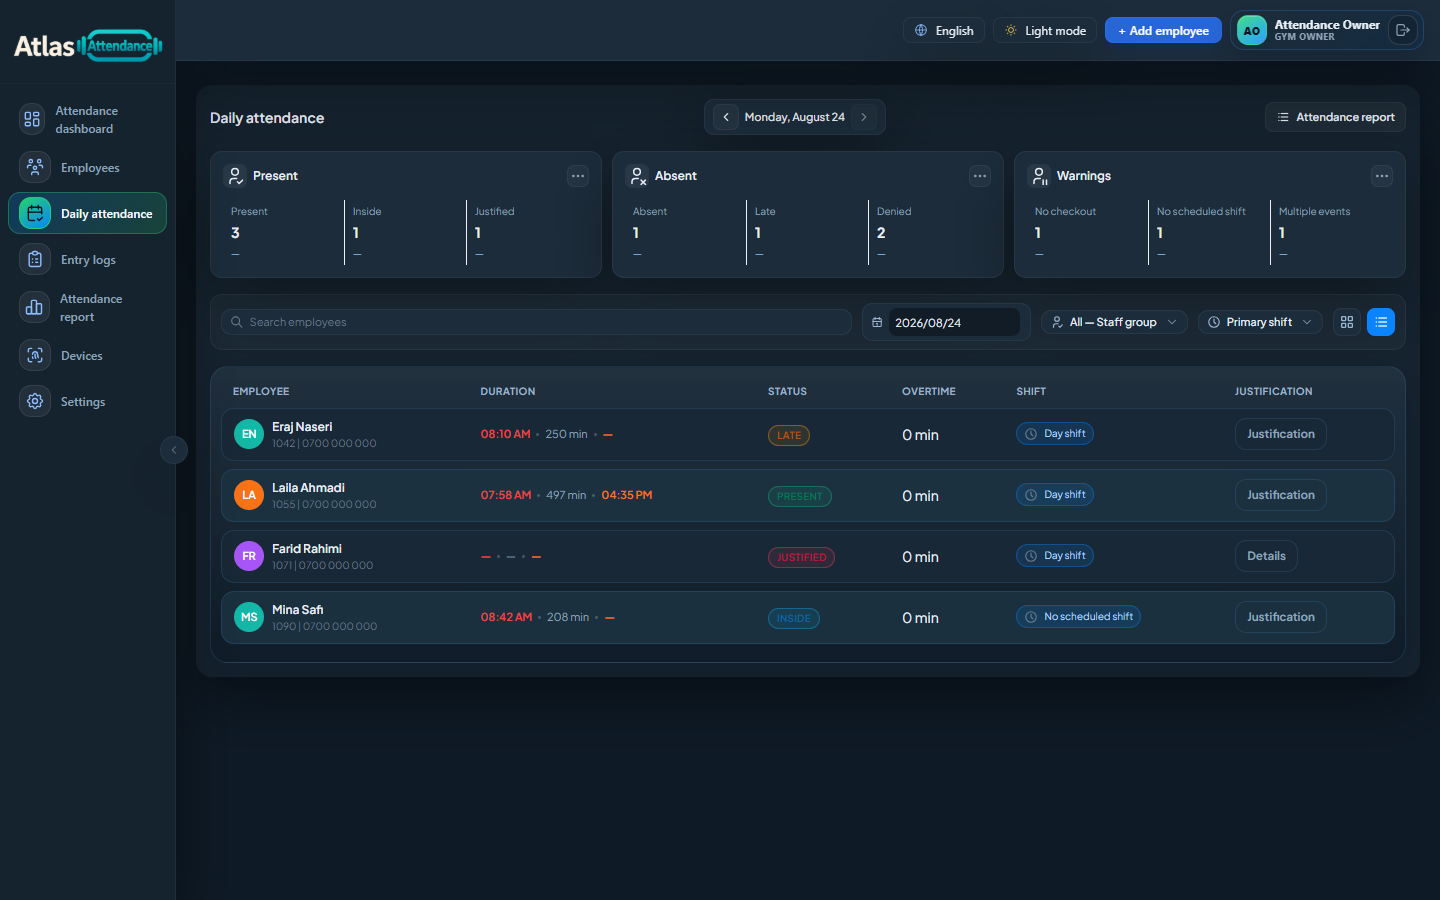 Atlas Attendance
English
Light mode
+ Add employee
AO
Attendance Owner
GYM OWNER
Attendance dashboard
Employees
Daily attendance
Entry logs
Attendance report
Devices
Settings
Daily attendance
Monday, August 24
Attendance report
Present
Present
3
–
Inside
1
–
Justified
1
–
Absent
Absent
1
–
Late
1
–
Denied
2
–
Warnings
No checkout
1
–
No scheduled shift
1
–
Multiple events
1
–
Search employees
2026/08/24
All — Staff group
Primary shift
EMPLOYEE DURATION STATUS OVERTIME SHIFT JUSTIFICATION
EN
Eraj Naseri
1042 | 0700 000 000
08:10 AM • 250 min • —
LATE
0 min
Day shift
Justification
LA
Laila Ahmadi
1055 | 0700 000 000
07:58 AM • 497 min • 04:35 PM
PRESENT
0 min
Day shift
Justification
FR
Farid Rahimi
1071 | 0700 000 000
— • — • —
JUSTIFIED
0 min
Day shift
Details
MS
Mina Safi
1090 | 0700 000 000
08:42 AM • 208 min • —
INSIDE
0 min
No scheduled shift
Justification